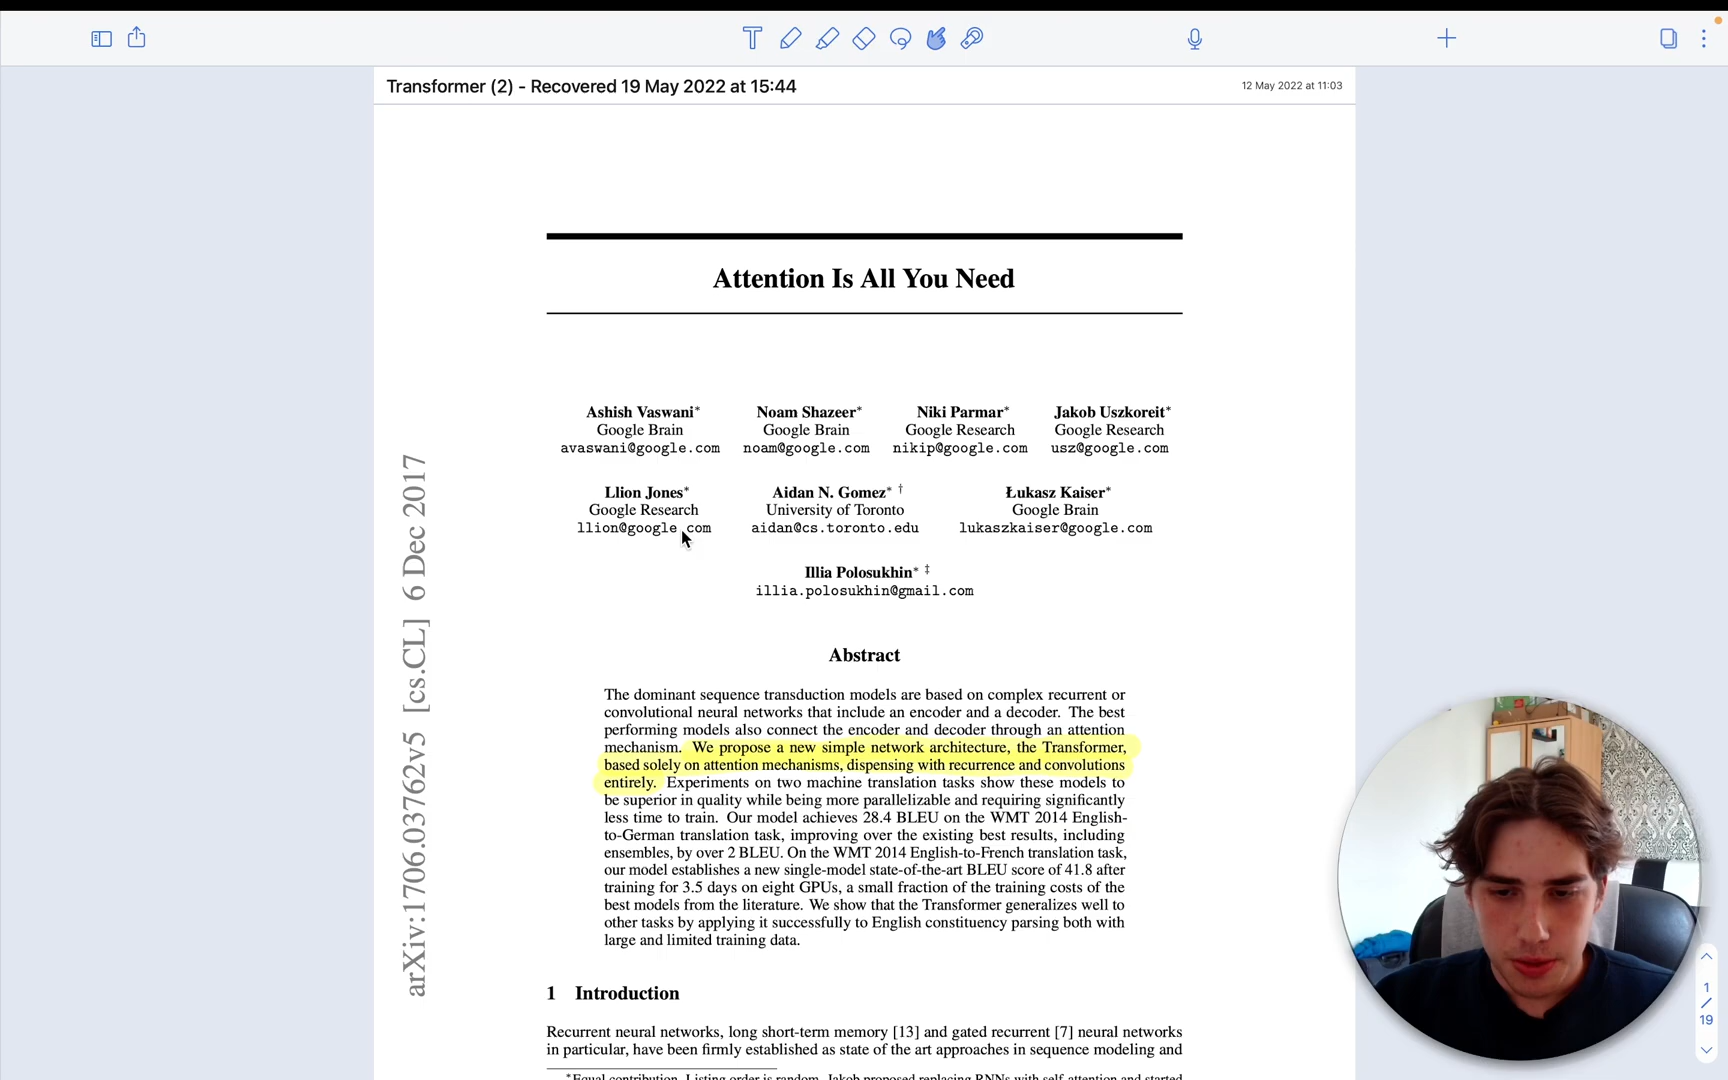 Transformer (2) - Recovered 19 May 2022 at 15:44
12 May 2022 at 11:03
Attention Is All You Need
Ashish Vaswani* Noam Shazeer* Niki Parmar* Jakob Uszkoreit*
Google Brain Google Brain Google Research Google Research
avaswani@google.com noam@google.com nikip@google.com usz@google.com
Llion Jones* Aidan N. Gomez* † Łukasz Kaiser*
Google Research University of Toronto Google Brain
llion@google.com aidan@cs.toronto.edu lukaszkaiser@google.com
Illia Polosukhin* ‡
illia.polosukhin@gmail.com
arXiv:1706.03762v5 [cs.CL] 6 Dec 2017
Abstract
The dominant sequence transduction models are based on complex recurrent or
convolutional neural networks that include an encoder and a decoder. The best
performing models also connect the encoder and decoder through an attention
mechanism. We propose a new simple network architecture, the Transformer,
based solely on attention mechanisms, dispensing with recurrence and convolutions
entirely. Experiments on two machine translation tasks show these models to
be superior in quality while being more parallelizable and requiring significantly
less time to train. Our model achieves 28.4 BLEU on the WMT 2014 English-
to-German translation task, improving over the existing best results, including
ensembles, by over 2 BLEU. On the WMT 2014 English-to-French translation task,
our model establishes a new single-model state-of-the-art BLEU score of 41.8 after
training for 3.5 days on eight GPUs, a small fraction of the training costs of the
best models from the literature. We show that the Transformer generalizes well to
other tasks by applying it successfully to English constituency parsing both with
large and limited training data.
1 Introduction
Recurrent neural networks, long short-term memory [13] and gated recurrent [7] neural networks
in particular, have been firmly established as state of the art approaches in sequence modeling and
*Equal contribution. Listing order is random. Jakob proposed replacing RNNs with self-attention and started
1
/
19